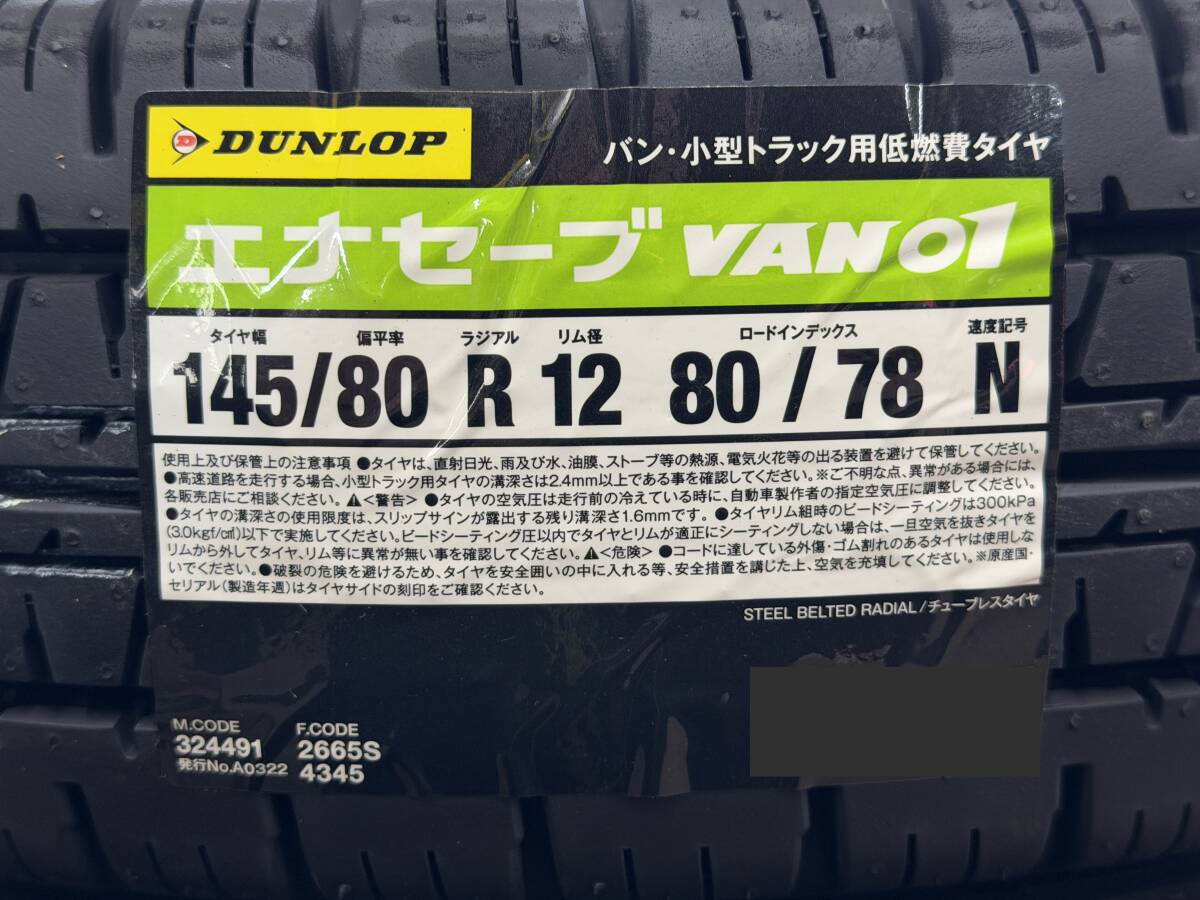 DUNLOP
バン・小型トラック用低燃費タイヤ
エナセーブ VAN01
タイヤ幅 偏平率 ラジアル リム径 ロードインデックス 速度記号
145/80 R 12 80/78 N
使用上及び保管上の注意事項 ●タイヤは、直射日光、雨及び水、油膜、ストーブ等の熱源、電気火花等の出る装置を避けて保管してください。
●高速道路を走行する場合、小型トラック用タイヤの溝深さは2.4mm以上である事を確認してください。※ご不明な点、異常がある場合には、
各販売店にご相談ください。⚠<警告> ●タイヤの空気圧は走行前の冷えている時に、自動車製作者の指定空気圧に調整してください。
●タイヤの溝深さの使用限度は、スリップサインが露出する残り溝深さ1.6mmです。●タイヤリム組時のビードシーティングは300kPa
(3.0kgf/c㎡)以下で実施してください。ビードシーティング圧以内でタイヤとリムが適正にシーティングしない場合は、一旦空気を抜きタイヤを
リムから外してタイヤ、リム等に異常が無い事を確認してください。⚠<危険> ●コードに達している外傷・ゴム割れのあるタイヤは使用しな
いでください。●破裂の危険を避けるため、タイヤを安全囲いの中に入れる等、安全措置を講じた上、空気を充填してください。※原産国・
セリアル(製造年週)はタイヤサイドの刻印をご確認ください。
STEEL BELTED RADIAL/チューブレスタイヤ
M.CODE F.CODE
324491 2665S
発行No.A0322 4345